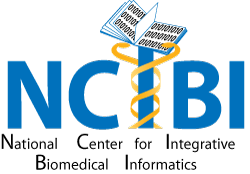 NCIBI
National Center for Integrative
Biomedical Informatics